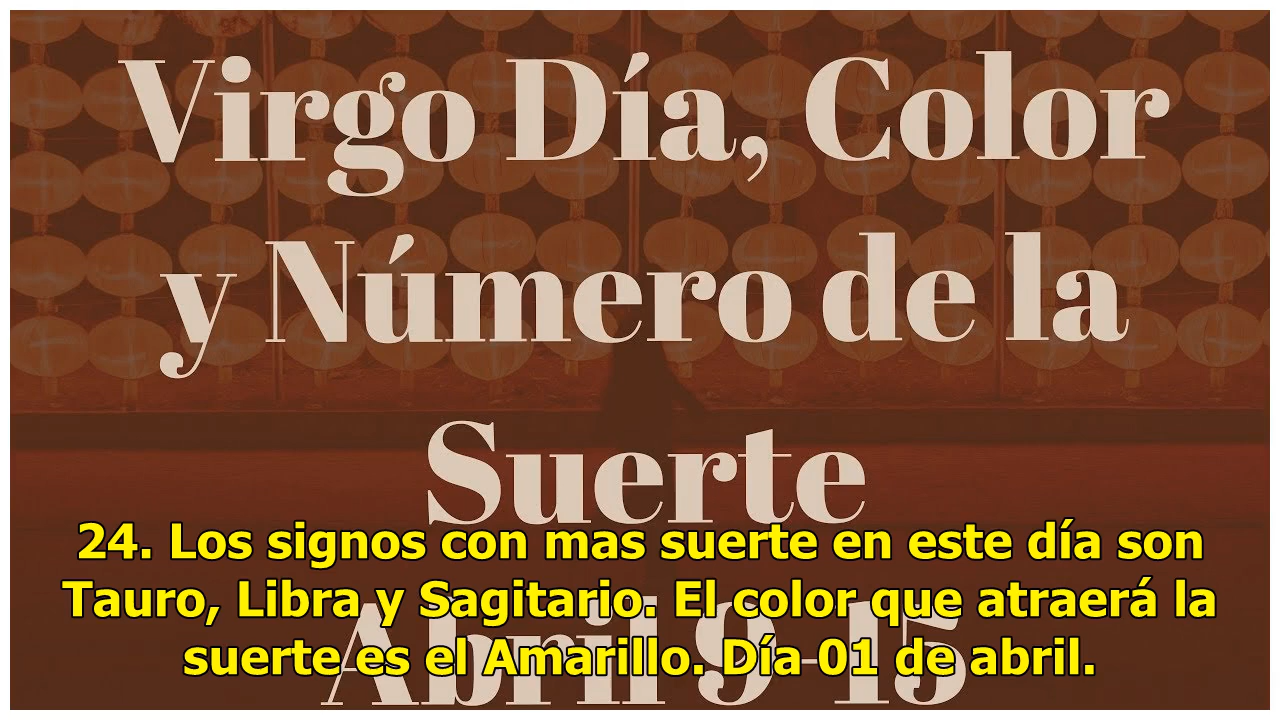 Virgo Día, Color
y Número de la
Suerte
Abril 9-15
24. Los signos con mas suerte en este día son
Tauro, Libra y Sagitario. El color que atraerá la
suerte es el Amarillo. Día 01 de abril.